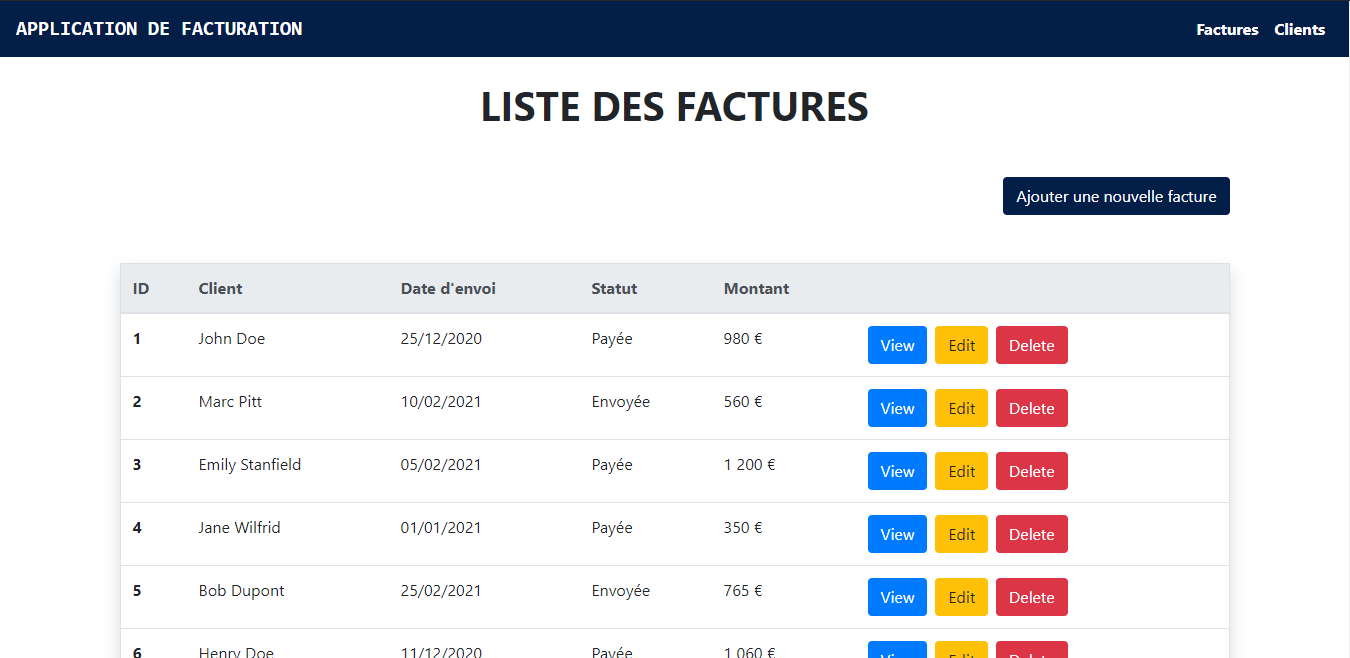 APPLICATION DE FACTURATION Factures Clients
LISTE DES FACTURES
Ajouter une nouvelle facture
ID Client Date d'envoi Statut Montant
1 John Doe 25/12/2020 Payée 980 € View Edit Delete
2 Marc Pitt 10/02/2021 Envoyée 560 € View Edit Delete
3 Emily Stanfield 05/02/2021 Payée 1 200 € View Edit Delete
4 Jane Wilfrid 01/01/2021 Payée 350 € View Edit Delete
5 Bob Dupont 25/02/2021 Envoyée 765 € View Edit Delete
6 Henry Doe 11/12/2020 Payée 1 060 € View Edit Delete